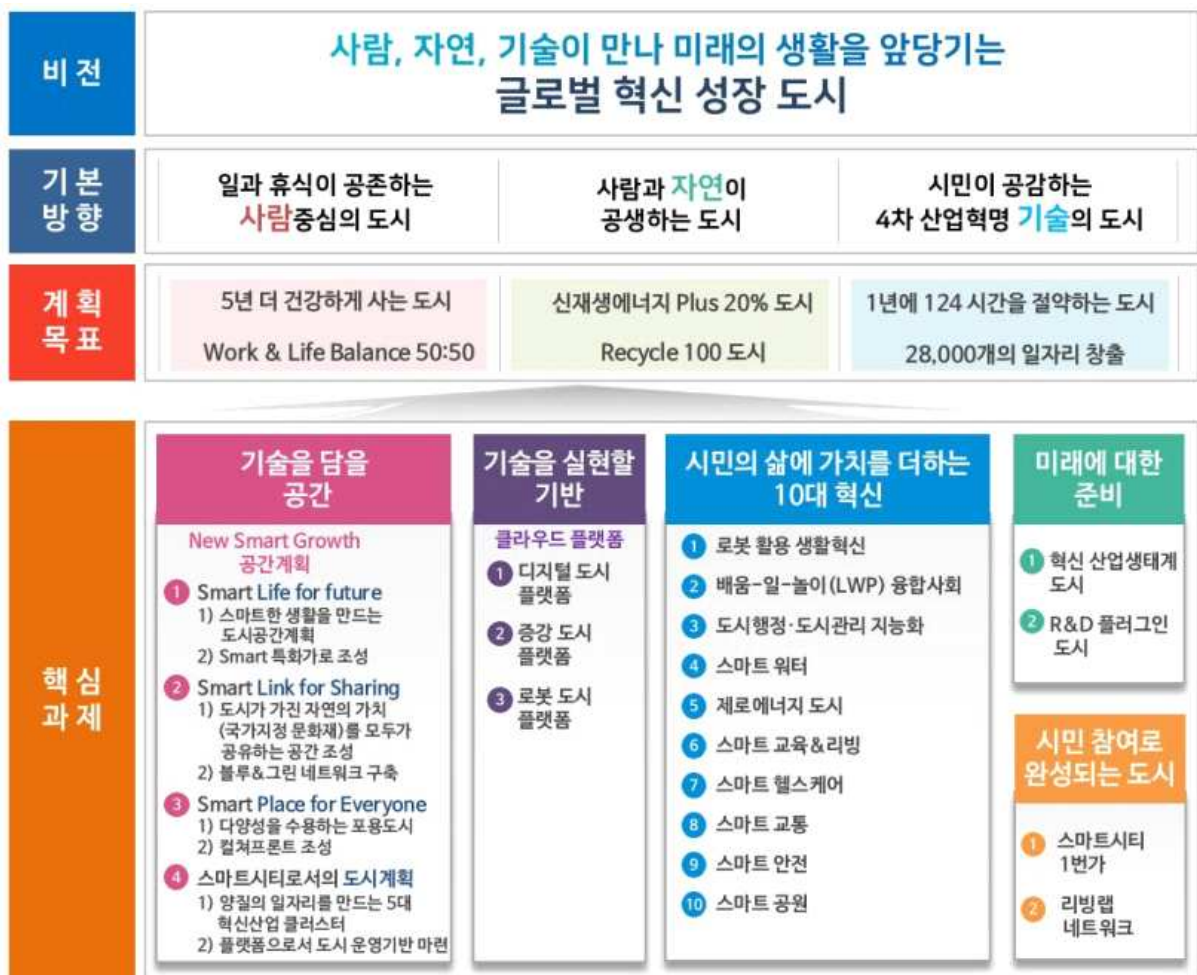 비 전
사람, 자연, 기술이 만나 미래의 생활을 앞당기는
글로벌 혁신 성장 도시
기 본
방 향
일과 휴식이 공존하는
사람중심의 도시
사람과 자연이
공생하는 도시
시민이 공감하는
4차 산업혁명 기술의 도시
계 획
목 표
5년 더 건강하게 사는 도시
Work & Life Balance 50:50
신재생에너지 Plus 20% 도시
Recycle 100 도시
1년에 124 시간을 절약하는 도시
28,000개의 일자리 창출
핵 심
과 제
기술을 담을
공간
New Smart Growth
공간계획
1 Smart Life for future
1) 스마트한 생활을 만드는
도시공간계획
2) Smart 특화가로 조성
2 Smart Link for Sharing
1) 도시가 가진 자연의 가치
(국가지정 문화재)를 모두가
공유하는 공간 조성
2) 블루&그린 네트워크 구축
3 Smart Place for Everyone
1) 다양성을 수용하는 포용도시
2) 컬쳐프론트 조성
4 스마트시티로서의 도시계획
1) 양질의 일자리를 만드는 5대
혁신산업 클러스터
2) 플랫폼으로서 도시 운영기반 마련
기술을 실현할
기반
클라우드 플랫폼
1 디지털 도시
플랫폼
2 증강 도시
플랫폼
3 로봇 도시
플랫폼
시민의 삶에 가치를 더하는
10대 혁신
1 로봇 활용 생활혁신
2 배움-일-놀이(LWP) 융합사회
3 도시행정·도시관리 지능화
4 스마트 워터
5 제로에너지 도시
6 스마트 교육&리빙
7 스마트 헬스케어
8 스마트 교통
9 스마트 안전
10 스마트 공원
미래에 대한
준비
1 혁신 산업생태계
도시
2 R&D 플러그인
도시
시민 참여로
완성되는 도시
1 스마트시티
1번가
2 리빙랩
네트워크